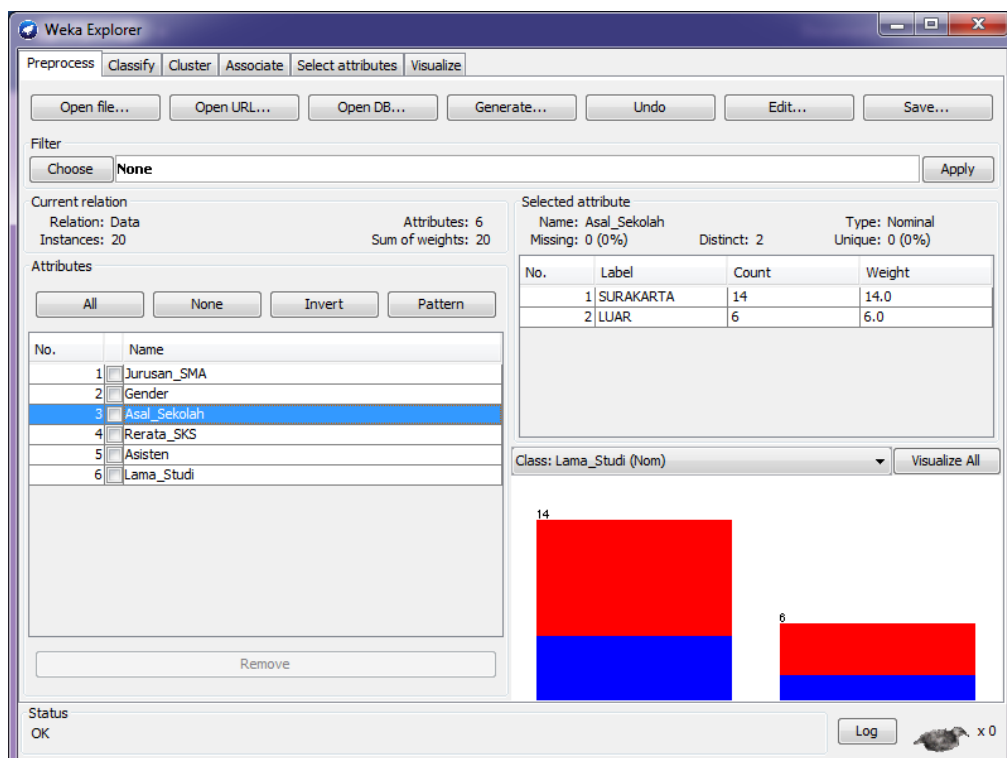 Weka Explorer
Preprocess Classify Cluster Associate Select attributes Visualize
Open file... Open URL... Open DB... Generate... Undo Edit... Save...
Filter
Choose None Apply
Current relation
Relation: Data Attributes: 6
Instances: 20 Sum of weights: 20
Attributes
All None Invert Pattern
No. Name
1 Jurusan_SMA
2 Gender
3 Asal_Sekolah
4 Rerata_SKS
5 Asisten
6 Lama_Studi
Remove
Selected attribute
Name: Asal_Sekolah Type: Nominal
Missing: 0 (0%) Distinct: 2 Unique: 0 (0%)
No. Label Count Weight
1 SURAKARTA 14 14.0
2 LUAR 6 6.0
Class: Lama_Studi (Nom) Visualize All
14
6
Status
OK
Log x 0